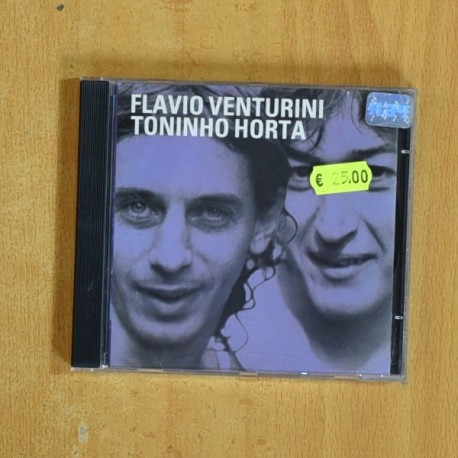 FLAVIO VENTURINI
TONINHO HORTA
€ 25.00